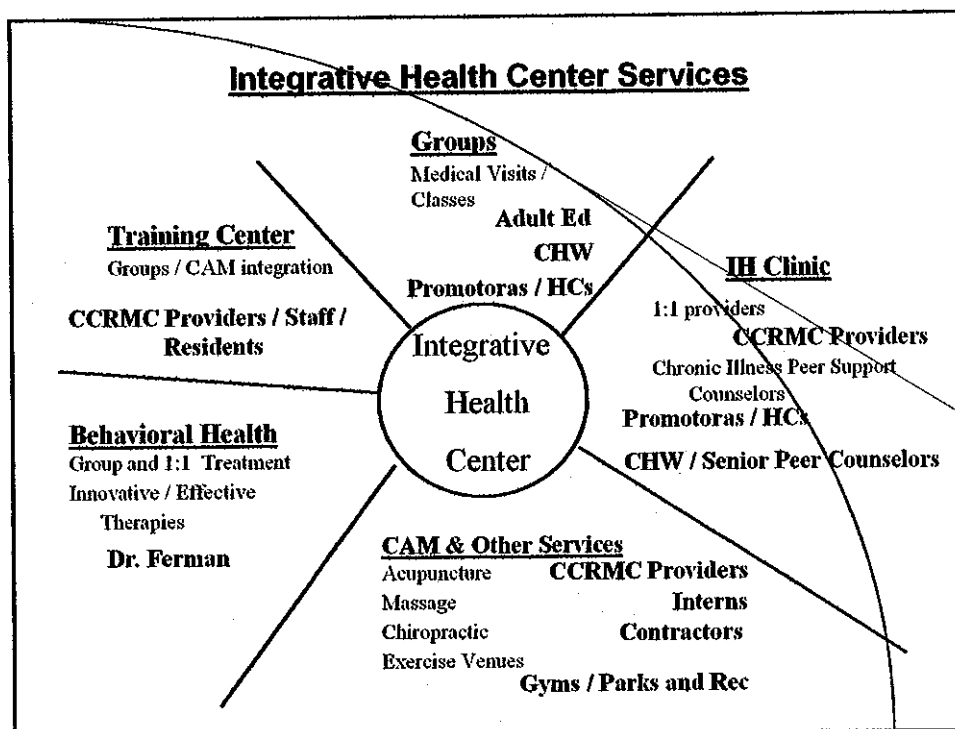 Integrative Health Center Services
Groups
Medical Visits /
Classes
Adult Ed
CHW
Promotoras / HCs
Training Center
Groups / CAM integration
CCRMC Providers / Staff /
Residents
IH Clinic
1:1 providers
CCRMC Providers
Chronic Illness Peer Support
Counselors
Promotoras / HCs
CHW / Senior Peer Counselors
Integrative
Health
Center
Behavioral Health
Group and 1:1 Treatment
Innovative / Effective
Therapies
Dr. Ferman
CAM & Other Services
Acupuncture CCRMC Providers
Massage Interns
Chiropractic Contractors
Exercise Venues
Gyms / Parks and Rec